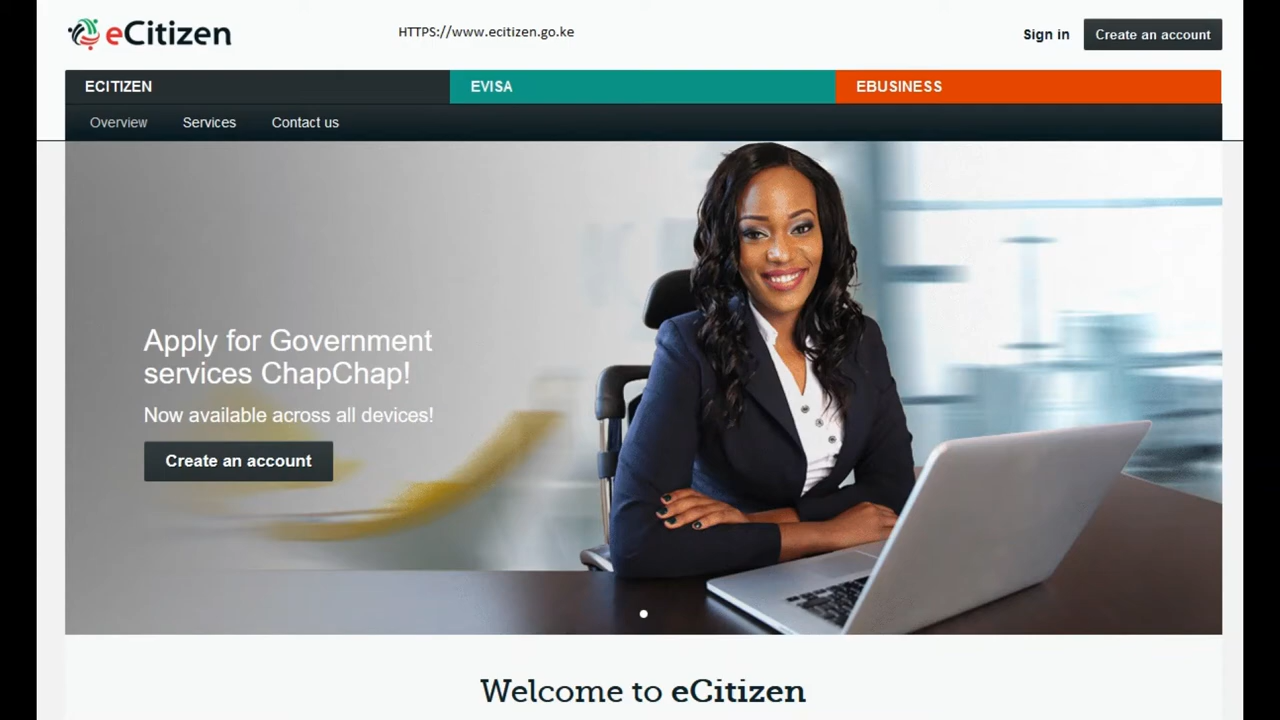 eCitizen
HTTPS://www.ecitizen.go.ke
Sign in
Create an account
ECITIZEN
EVISA
EBUSINESS
Overview
Services
Contact us
Apply for Government
services ChapChap!
Now available across all devices!
Create an account
Welcome to eCitizen